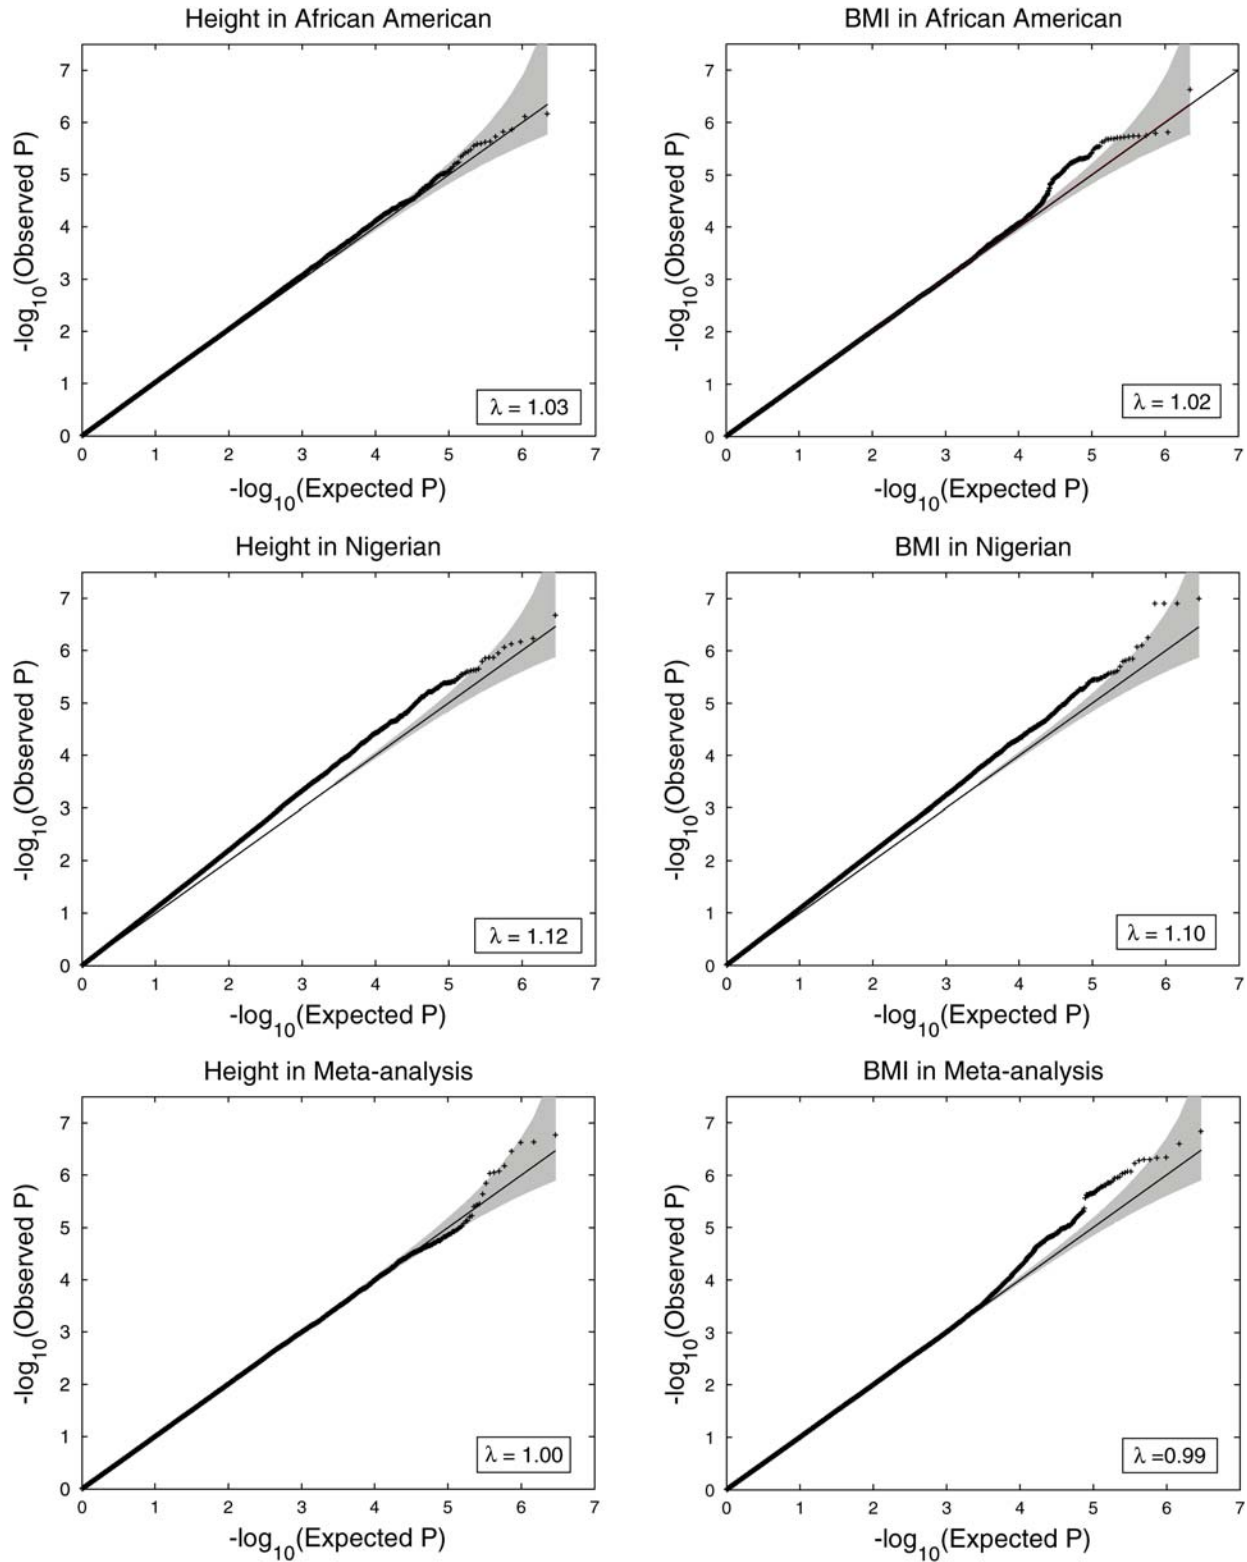 Height in African American
7
6
5
4
3
2
1
0
-log10(Observed P)
λ = 1.03
0 1 2 3 4 5 6 7
-log10(Expected P)
BMI in African American
7
6
5
4
3
2
1
0
-log10(Observed P)
λ = 1.02
0 1 2 3 4 5 6 7
-log10(Expected P)
Height in Nigerian
7
6
5
4
3
2
1
0
-log10(Observed P)
λ = 1.12
0 1 2 3 4 5 6 7
-log10(Expected P)
BMI in Nigerian
7
6
5
4
3
2
1
0
-log10(Observed P)
λ = 1.10
0 1 2 3 4 5 6 7
-log10(Expected P)
Height in Meta-analysis
7
6
5
4
3
2
1
0
-log10(Observed P)
λ = 1.00
0 1 2 3 4 5 6 7
-log10(Expected P)
BMI in Meta-analysis
7
6
5
4
3
2
1
0
-log10(Observed P)
λ =0.99
0 1 2 3 4 5 6 7
-log10(Expected P)